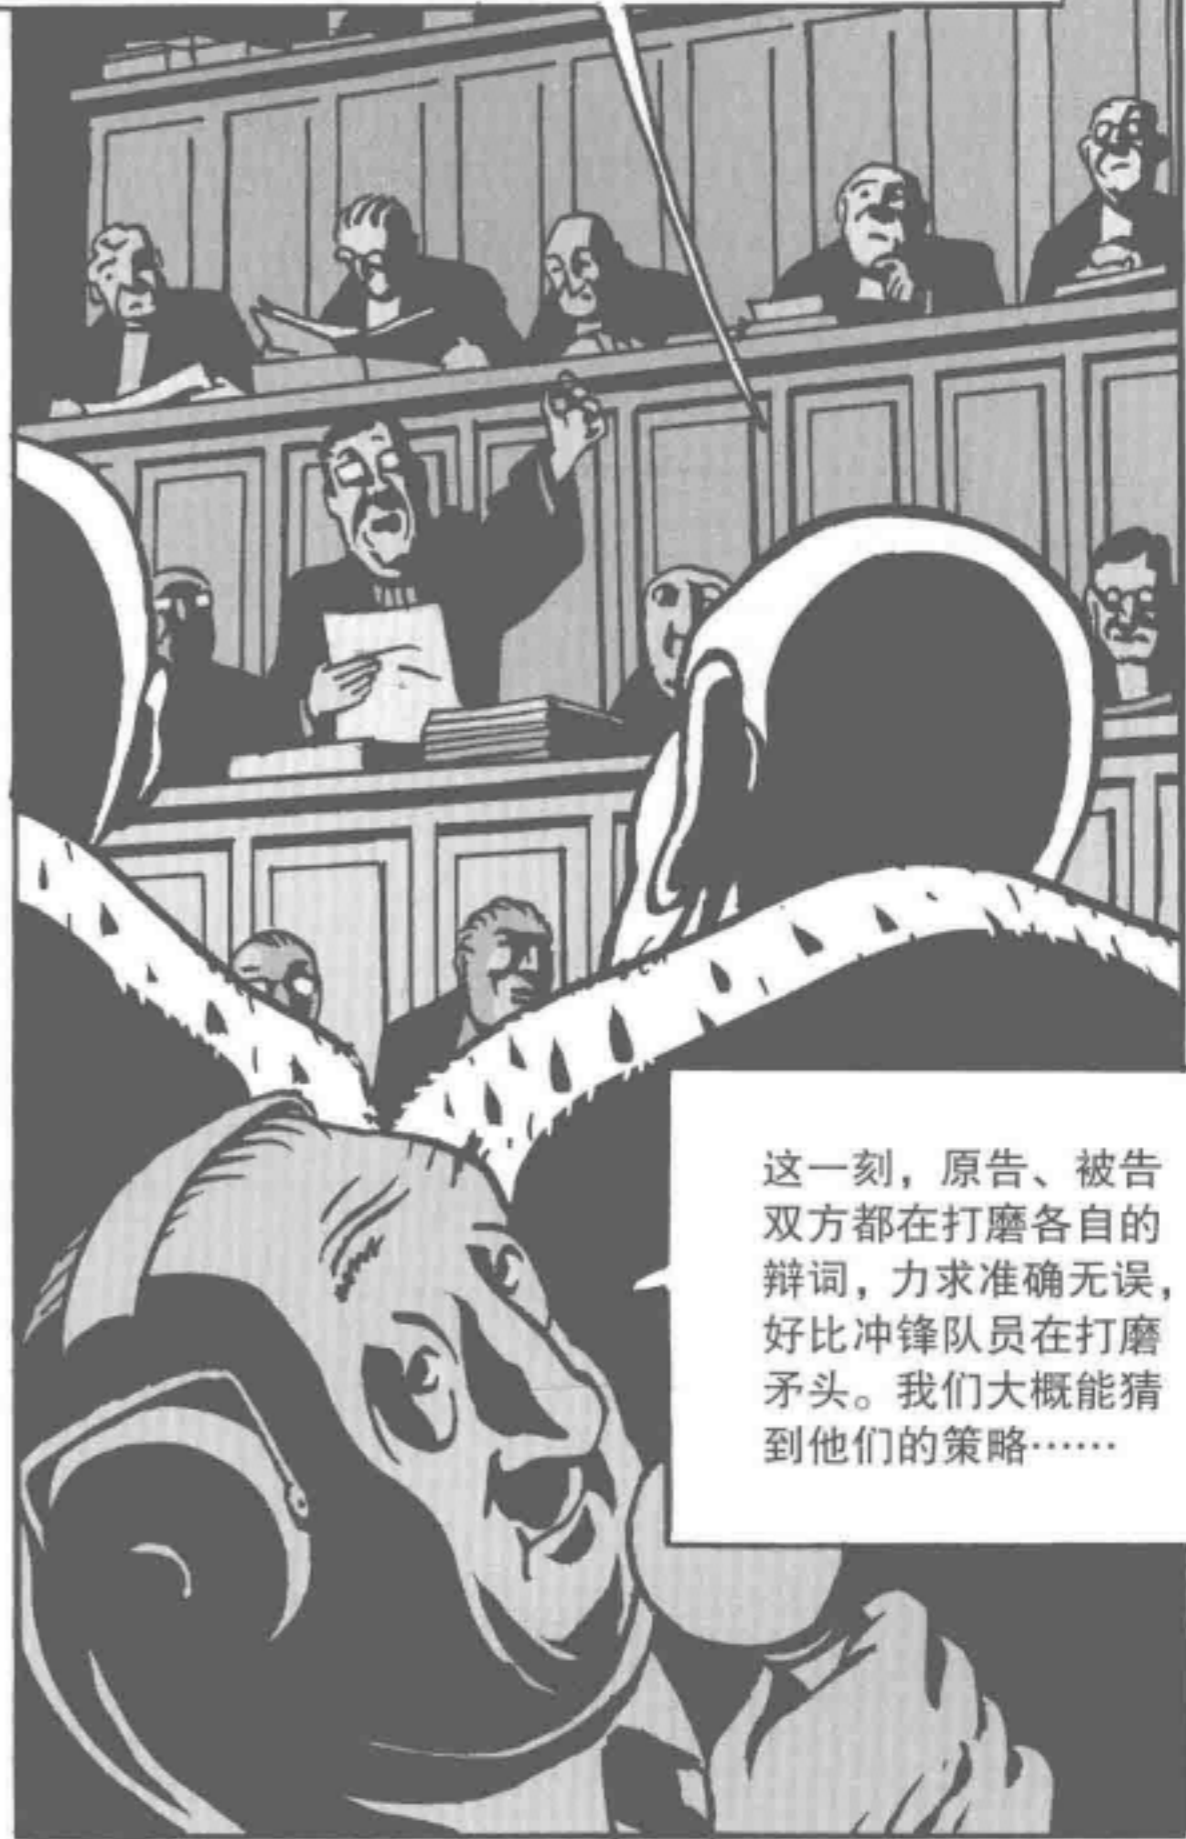 这一刻，原告、被告
双方都在打磨各自的
辩词，力求准确无误，
好比冲锋队员在打磨
矛头。我们大概能猜
到他们的策略……